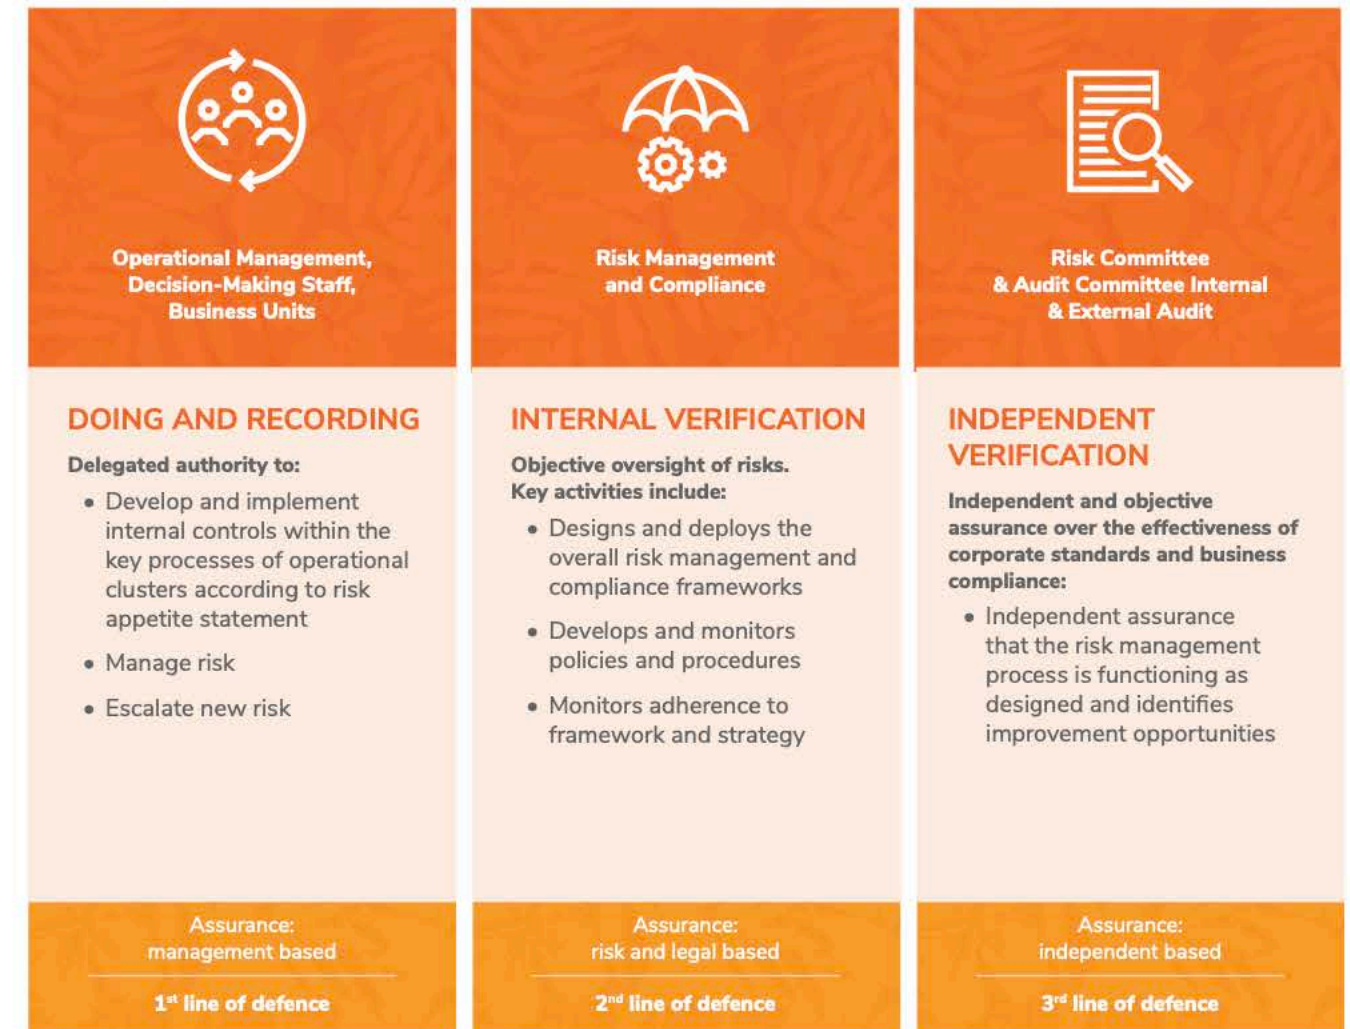 Operational Management,
Decision-Making Staff,
Business Units
DOING AND RECORDING
Delegated authority to:
• Develop and implement
internal controls within the
key processes of operational
clusters according to risk
appetite statement
• Manage risk
• Escalate new risk
Assurance:
management based
1st line of defence
Risk Management
and Compliance
INTERNAL VERIFICATION
Objective oversight of risks.
Key activities include:
• Designs and deploys the
overall risk management and
compliance frameworks
• Develops and monitors
policies and procedures
• Monitors adherence to
framework and strategy
Assurance:
risk and legal based
2nd line of defence
Risk Committee
& Audit Committee Internal
& External Audit
INDEPENDENT
VERIFICATION
Independent and objective
assurance over the effectiveness of
corporate standards and business
compliance:
• Independent assurance
that the risk management
process is functioning as
designed and identifies
improvement opportunities
Assurance:
independent based
3rd line of defence